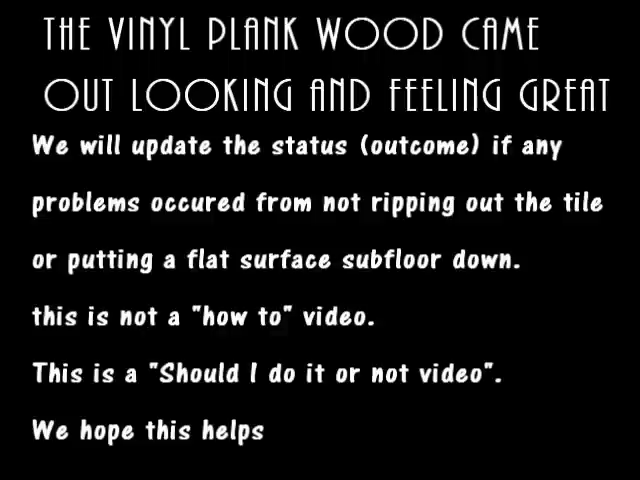 THE VINYL PLANK WOOD CAME
OUT LOOKING AND FEELING GREAT
We will update the status (outcome) if any
problems occured from not ripping out the tile
or putting a flat surface subfloor down.
this is not a "how to" video.
This is a "Should I do it or not video".
We hope this helps